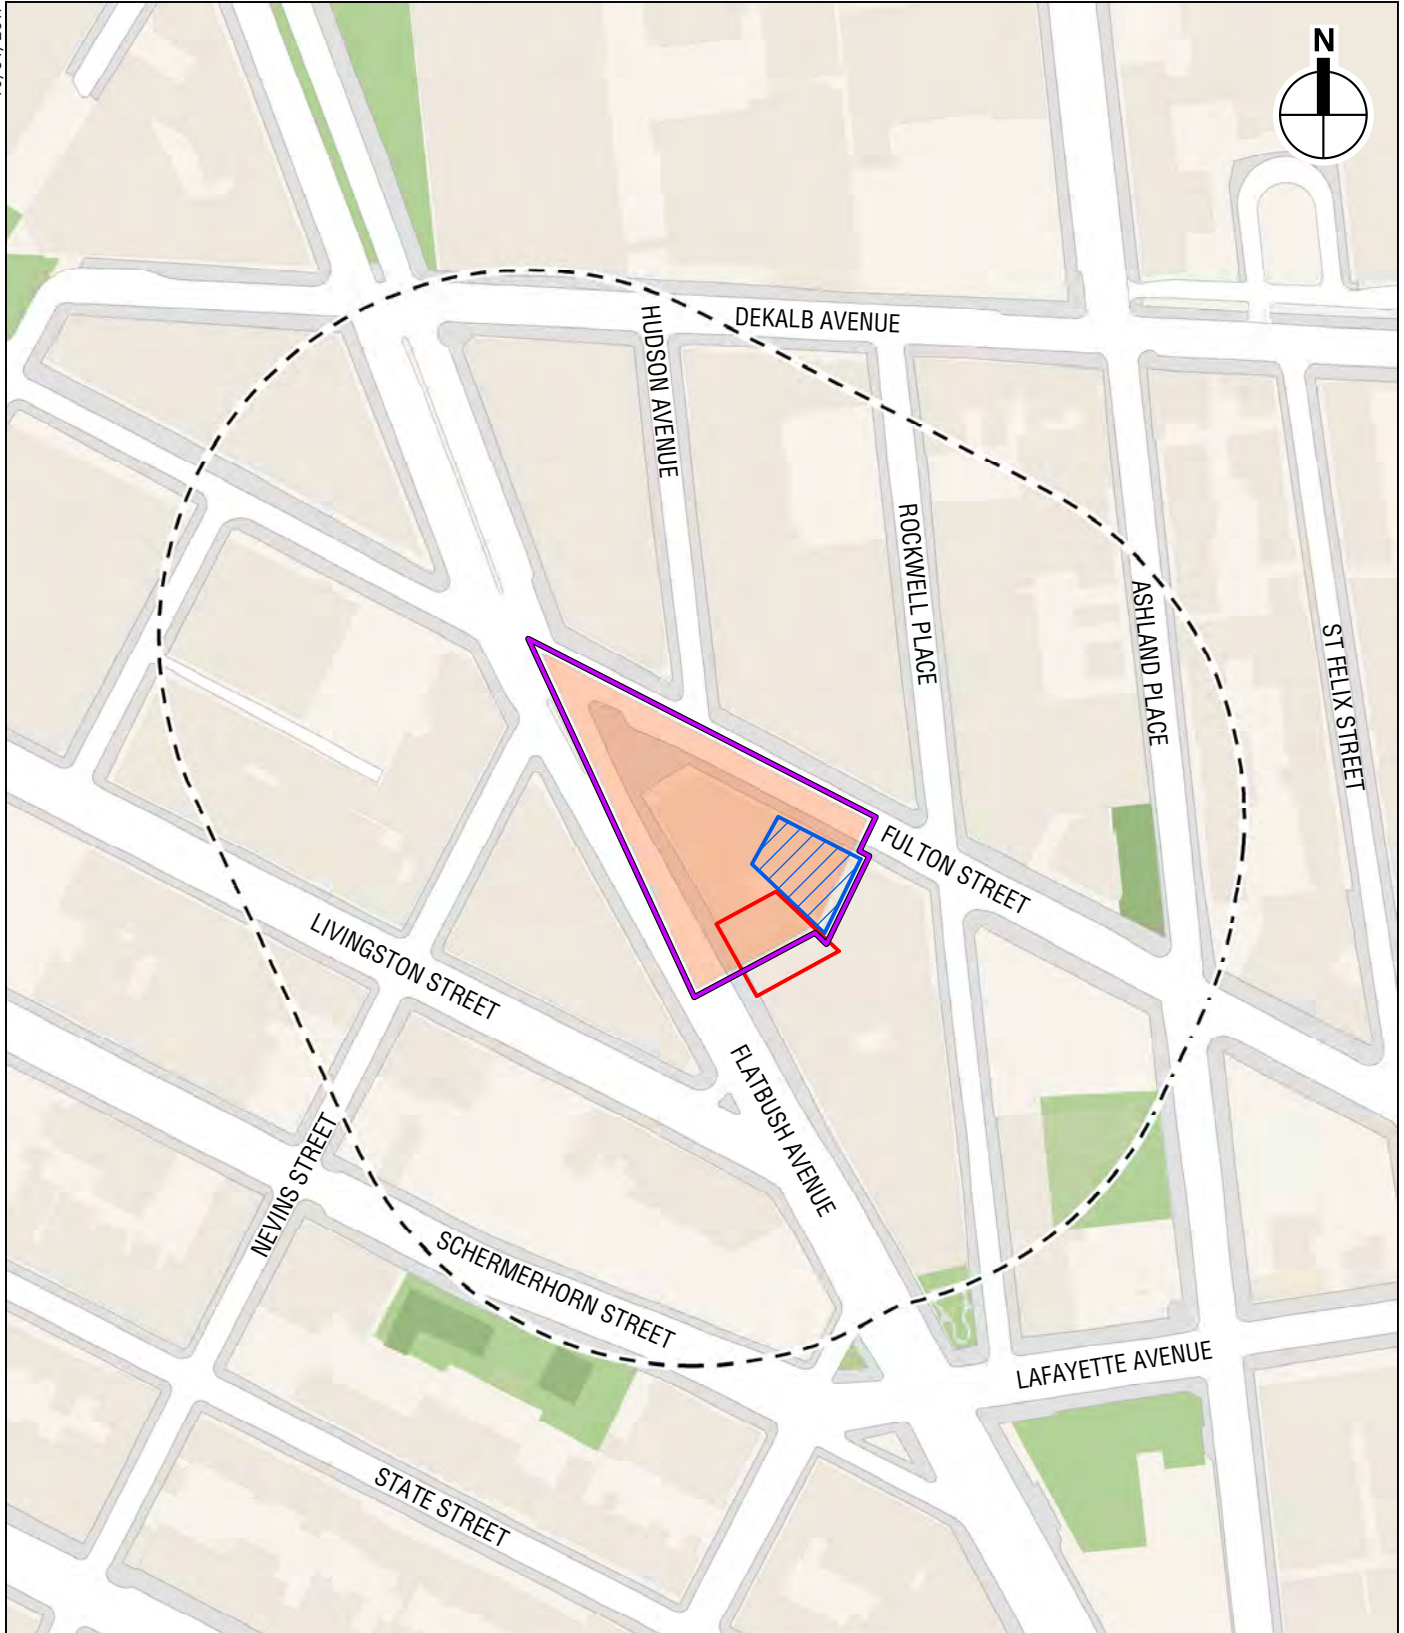 N
DEKALB AVENUE
HUDSON AVENUE
ROCKWELL PLACE
ASHLAND PLACE
ST FELIX STREET
FULTON STREET
LIVINGSTON STREET
FLATBUSH AVENUE
NEVINS STREET
SCHERMERHORN STREET
LAFAYETTE AVENUE
STATE STREET